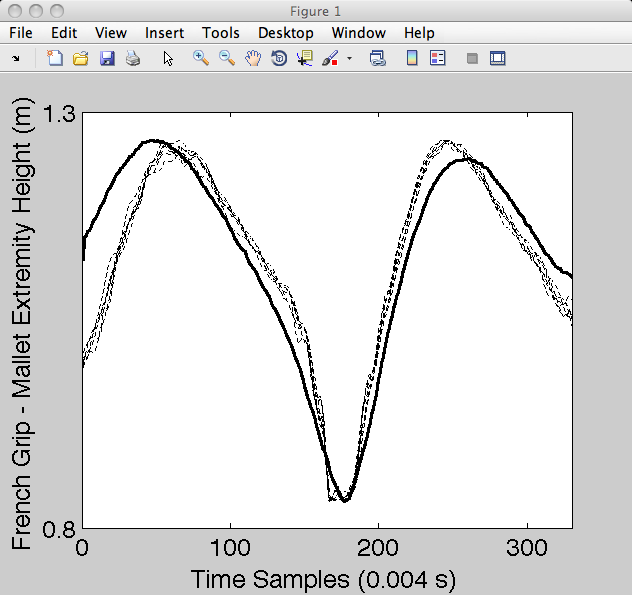 Figure 1
File Edit View Insert Tools Desktop Window Help
French Grip - Mallet Extremity Height (m)
1.3
0.8
0 100 200 300
Time Samples (0.004 s)